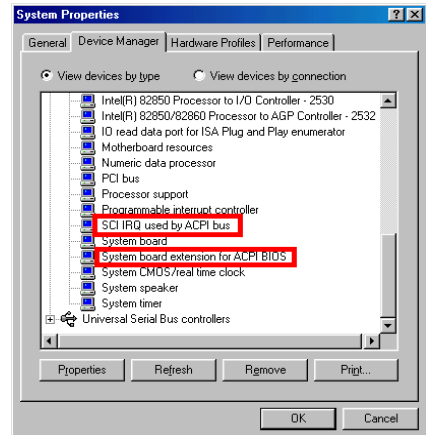 System Properties
General Device Manager Hardware Profiles Performance
View devices by type View devices by connection
Intel(R) 82850 Processor to I/O Controller - 2530
Intel(R) 82850/82860 Processor to AGP Controller - 2532
IO read data port for ISA Plug and Play enumerator
Motherboard resources
Numeric data processor
PCI bus
Processor support
Programmable interrupt controller
SCI IRQ used by ACPI bus
System board
System board extension for ACPI BIOS
System CMOS/real time clock
System speaker
System timer
Universal Serial Bus controllers
Properties Refresh Remove Print...
OK Cancel